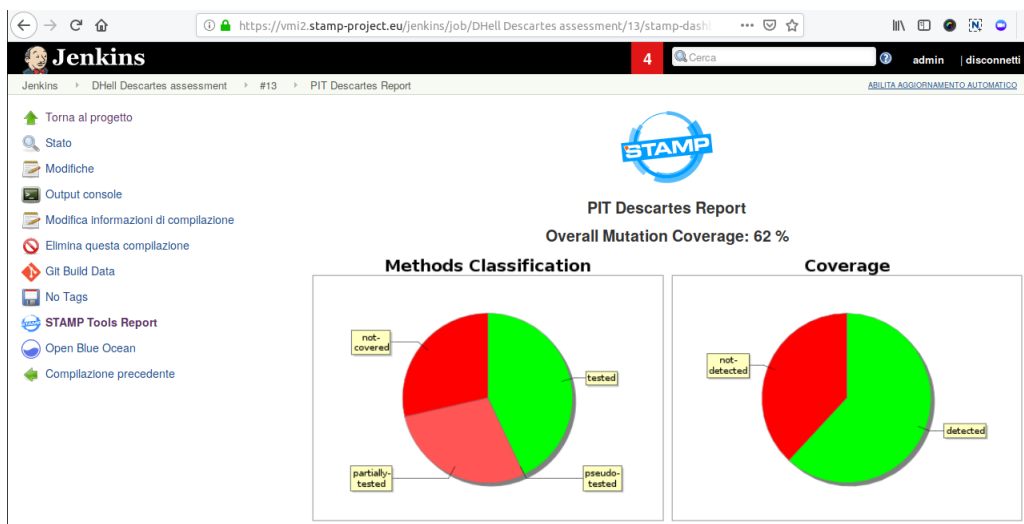 https://vmi2.stamp-project.eu/jenkins/job/DHell Descartes assessment/13/stamp-dash
Jenkins
4
Cerca
admin
| disconnetti
Jenkins
DHell Descartes assessment
#13
PIT Descartes Report
ABILITA AGGIORNAMENTO AUTOMATICO
Torna al progetto
Stato
Modifiche
Output console
Modifica informazioni di compilazione
Elimina questa compilazione
Git Build Data
No Tags
STAMP Tools Report
Open Blue Ocean
Compilazione precedente
STAMP
PIT Descartes Report
Overall Mutation Coverage: 62 %
Methods Classification
not-
covered
tested
partially-
tested
pseudo-
tested
Coverage
not-
detected
detected